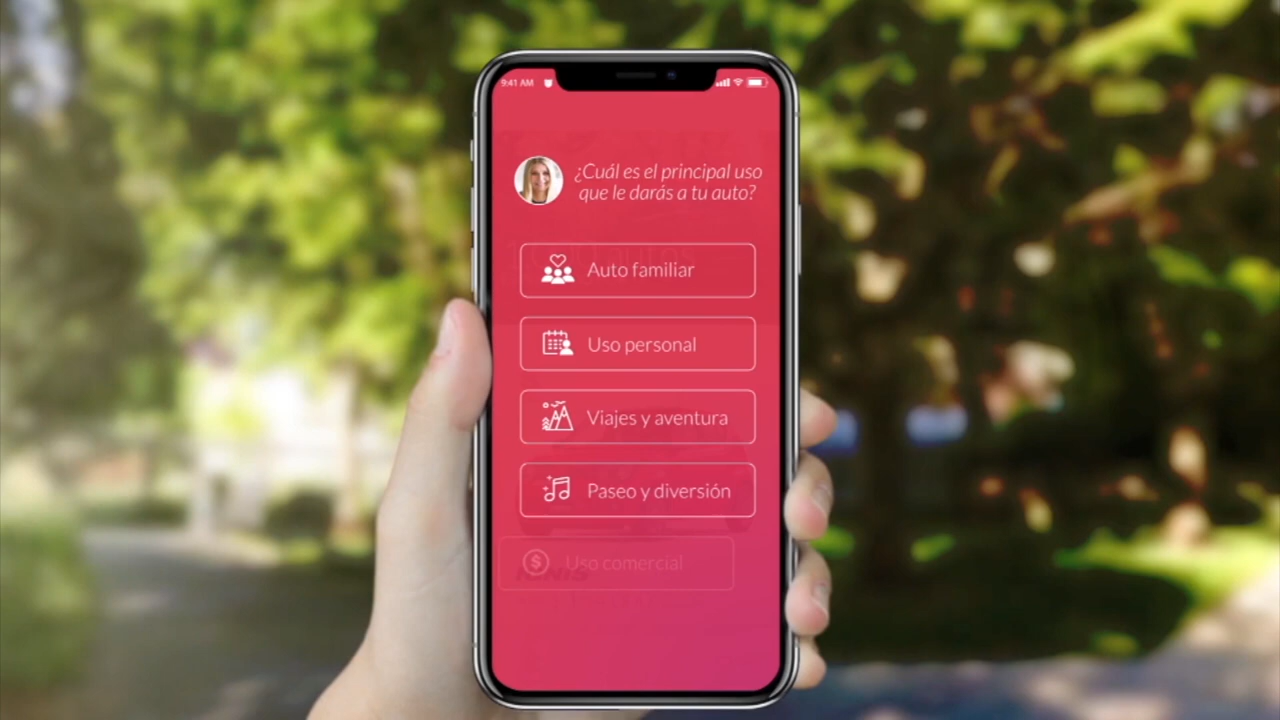 9:41 AM
¿Cuál es el principal uso
que le darás a tu auto?
Auto familiar
Uso personal
Viajes y aventura
Paseo y diversión
Uso comercial